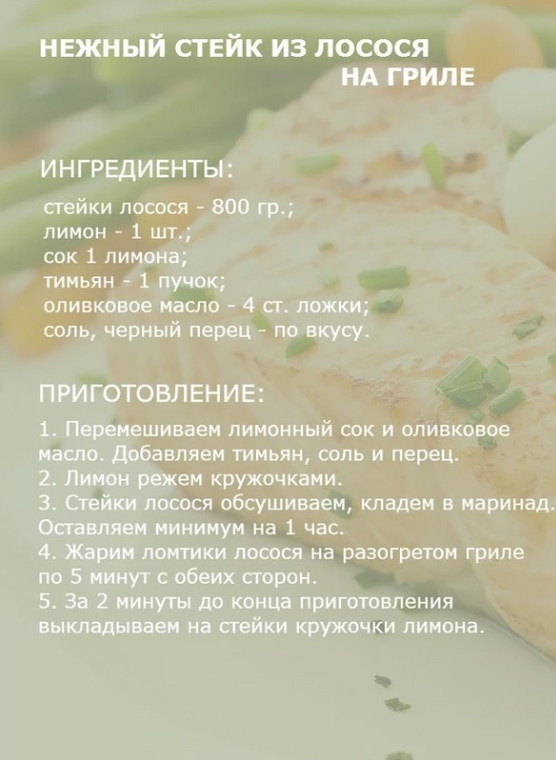 НЕЖНЫЙ СТЕЙК ИЗ ЛОСОСЯ
НА ГРИЛЕ
ИНГРЕДИЕНТЫ:
стейки лосося - 800 гр.;
лимон - 1 шт.;
сок 1 лимона;
тимьян - 1 пучок;
оливковое масло - 4 ст. ложки;
соль, черный перец - по вкусу.
ПРИГОТОВЛЕНИЕ:
1. Перемешиваем лимонный сок и оливковое
масло. Добавляем тимьян, соль и перец.
2. Лимон режем кружочками.
3. Стейки лосося обсушиваем, кладем в маринад.
Оставляем минимум на 1 час.
4. Жарим ломтики лосося на разогретом гриле
по 5 минут с обеих сторон.
5. За 2 минуты до конца приготовления
выкладываем на стейки кружочки лимона.